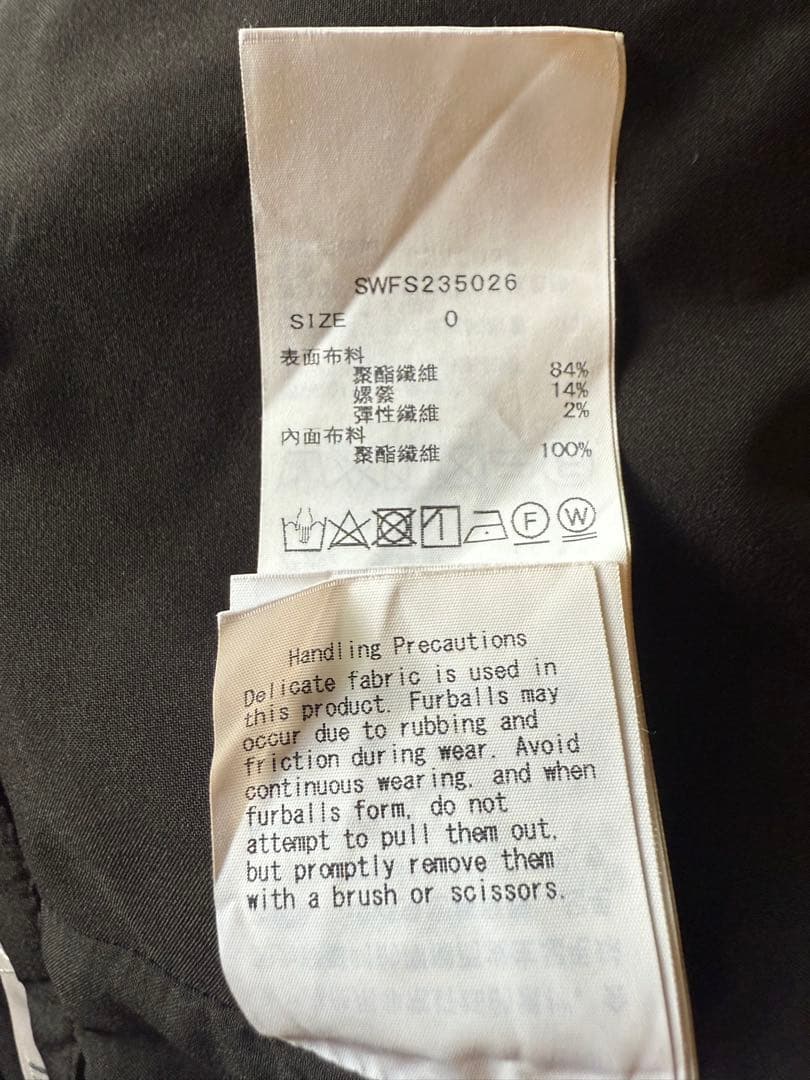 SWFS235026
SIZE 0
表面布料
聚酯纖維 84%
嫘縈 14%
彈性纖維 2%
內面布料
聚酯纖維 100%
F W
Handling Precautions
Delicate fabric is used in
this product. Furballs may
occur due to rubbing and
friction during wear. Avoid
continuous wearing, and when
furballs form, do not
attempt to pull them out,
but promptly remove them
with a brush or scissors.